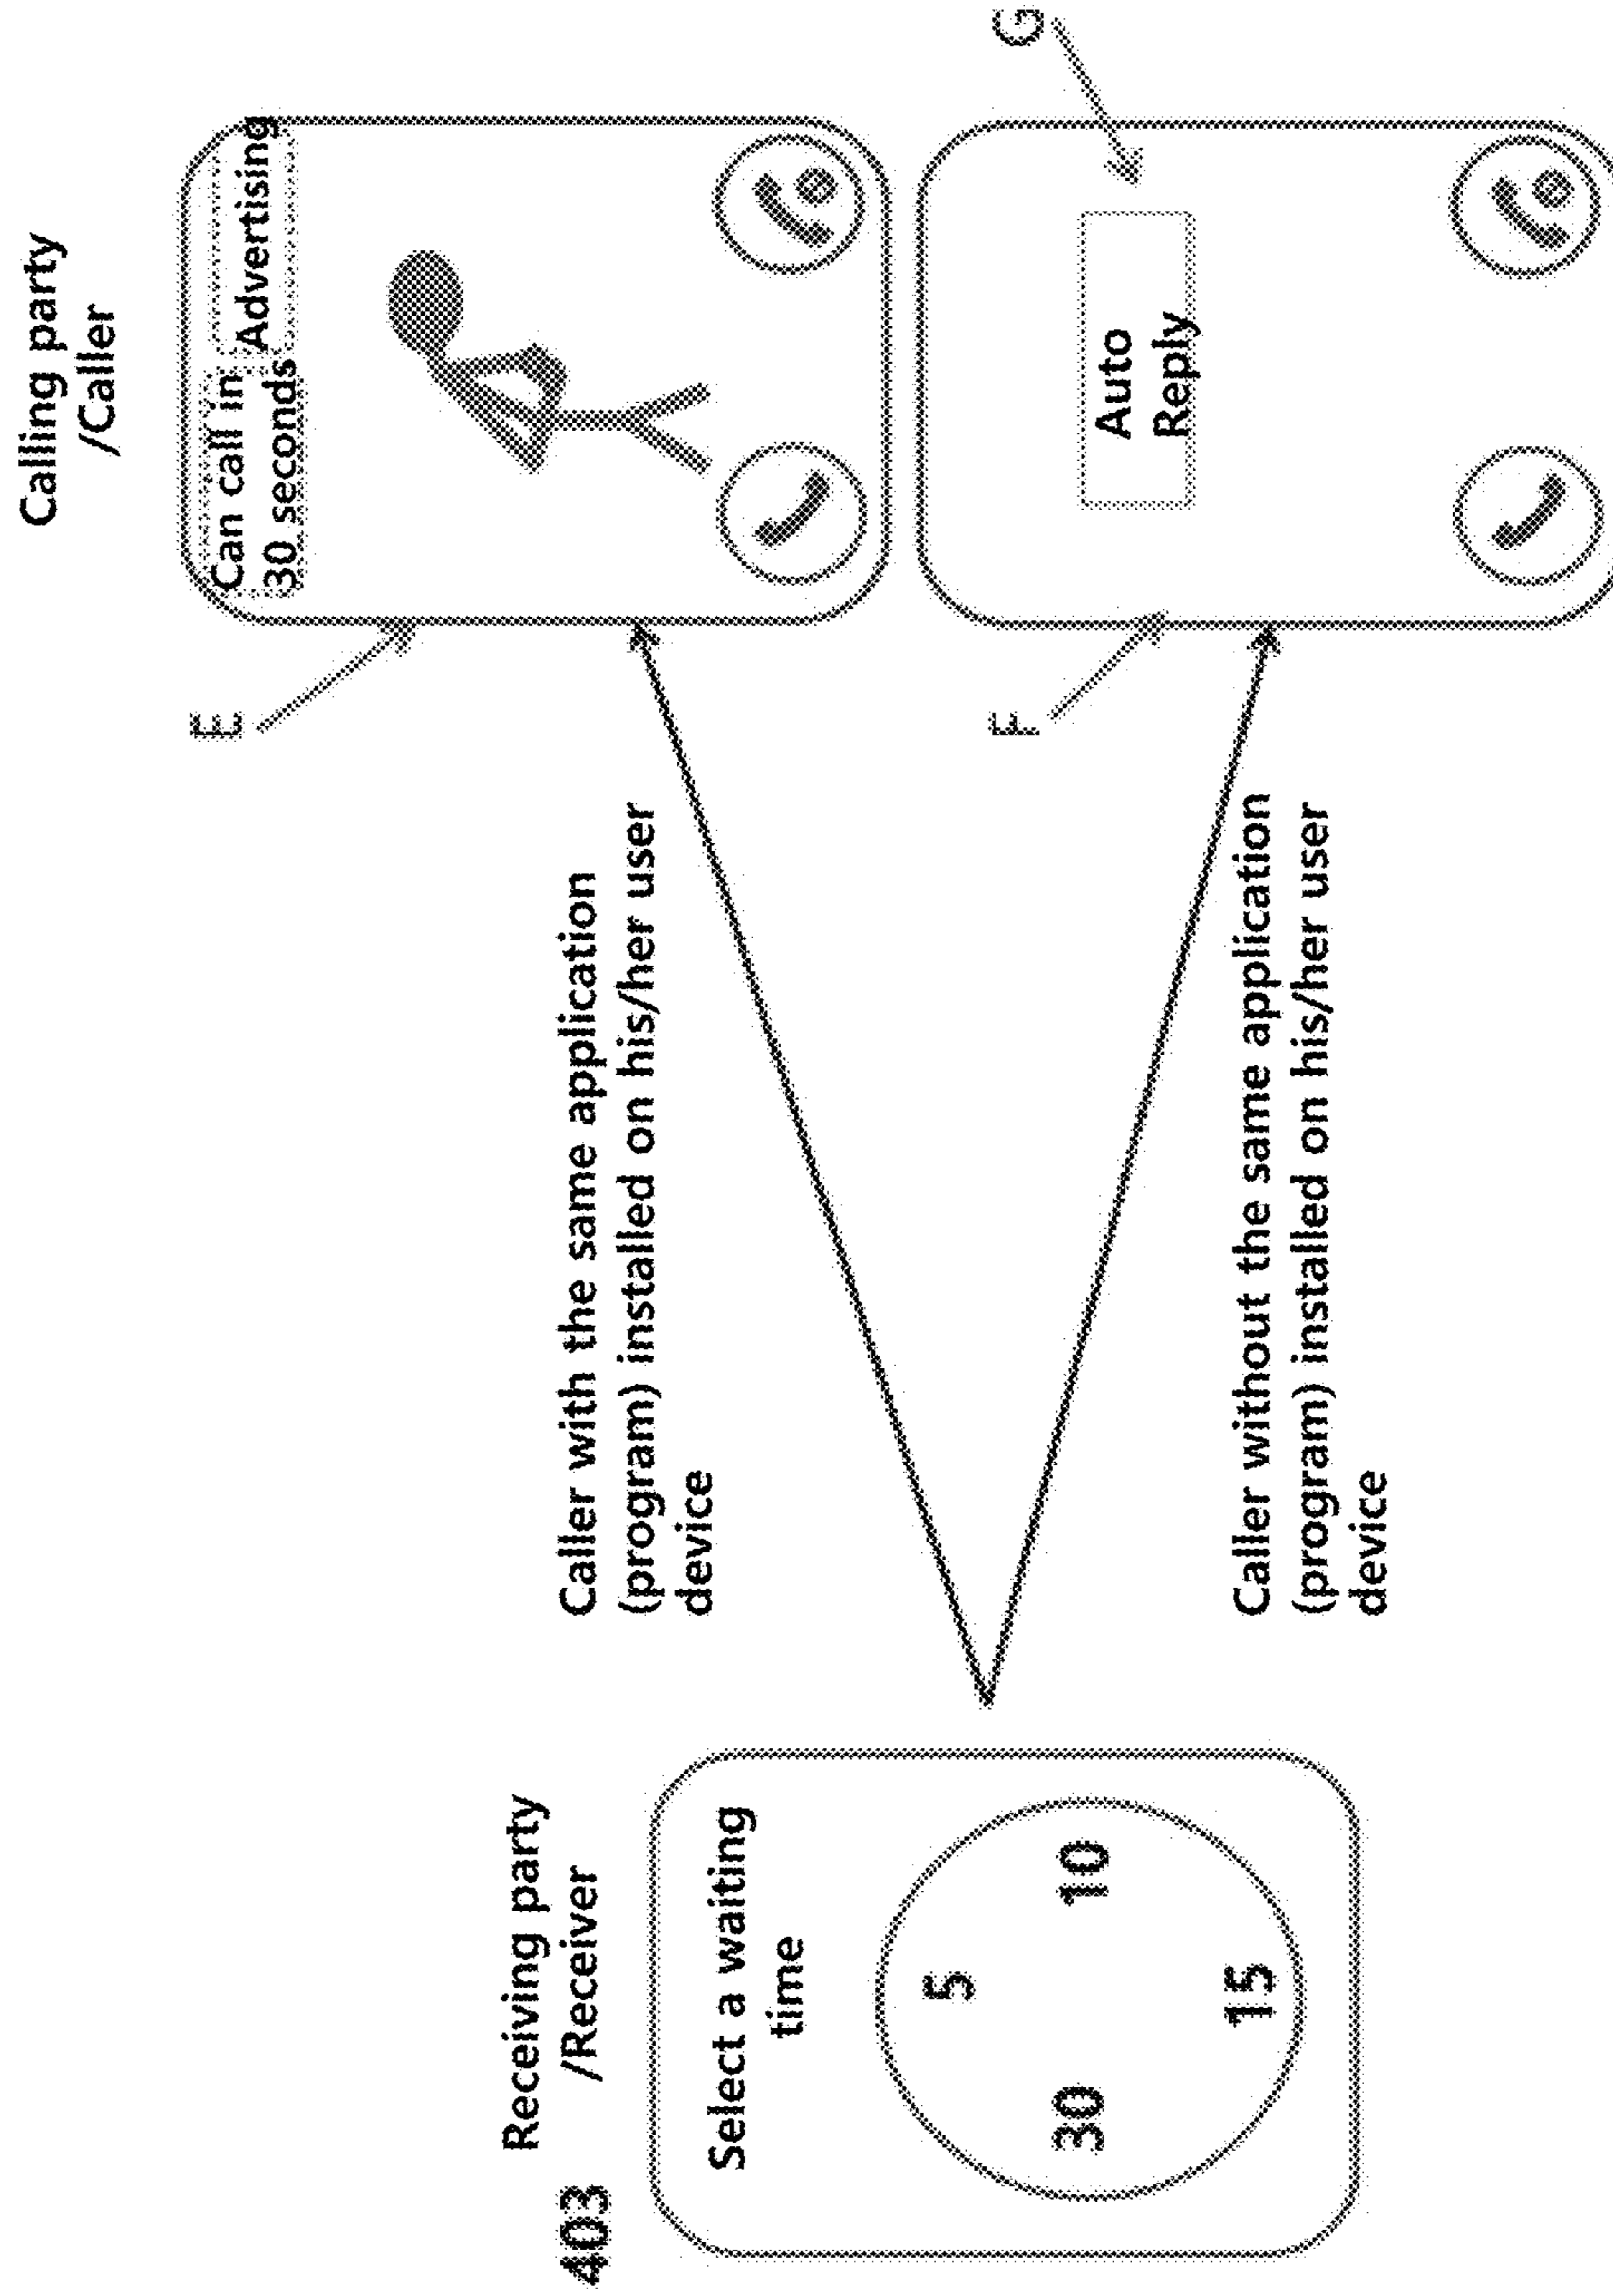 403
Receiving party
/Receiver
Select a waiting
time
5
10
15
30
Caller with the same application
(program) installed on his/her user
device
Caller without the same application
(program) installed on his/her user
device
Calling party
/Caller
E
Can call in
30 seconds
Advertising
F
G
Auto
Reply